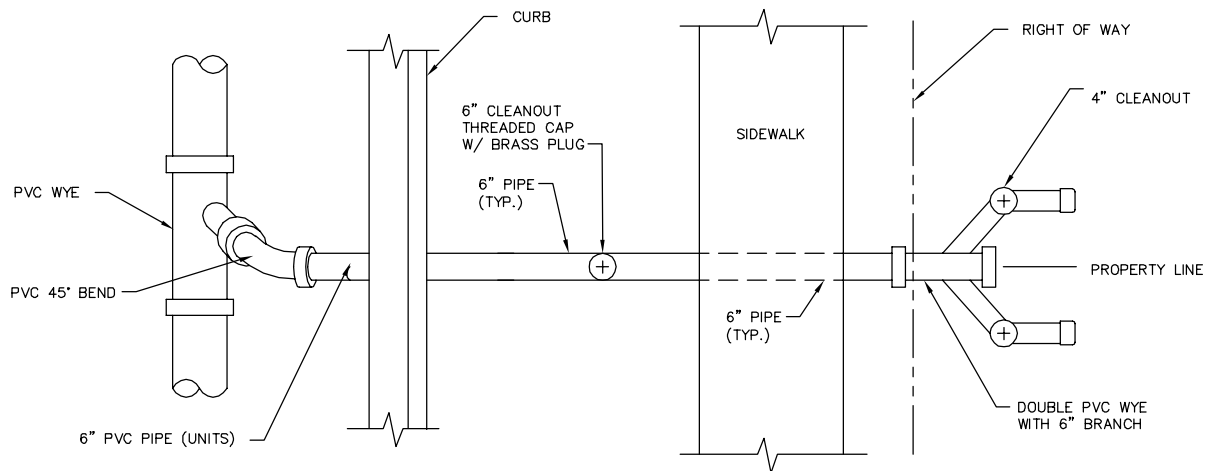 CURB
RIGHT OF WAY
4” CLEANOUT
6” CLEANOUT
THREADED CAP
W/ BRASS PLUG
SIDEWALK
6” PIPE
(TYP.)
PVC WYE
PVC 45° BEND
PROPERTY LINE
6” PIPE
(TYP.)
DOUBLE PVC WYE
WITH 6” BRANCH
6” PVC PIPE (UNITS)